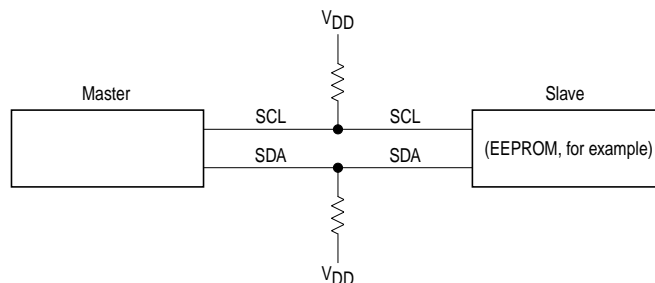 VDD
Master
Slave
SCL
SCL
(EEPROM, for example)
SDA
SDA
VDD